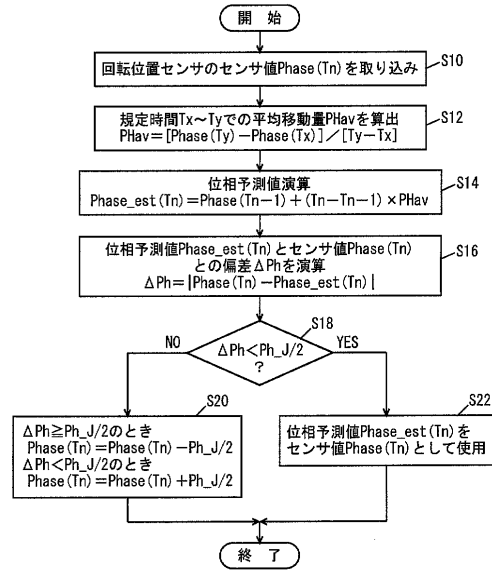 開 始
S10
回転位置センサのセンサ値Phase(Tn)を取り込み
S12
規定時間Tx~Tyでの平均移動量PHavを算出
PHav=[Phase(Ty)-Phase(Tx)]/[Ty-Tx]
S14
位相予測値演算
Phase_est(Tn)=Phase(Tn-1)+(Tn-Tn-1)×PHav
S16
位相予測値Phase_est(Tn)とセンサ値Phase(Tn)
との偏差ΔPhを演算
ΔPh=|Phase(Tn)-Phase_est(Tn)|
S18
NO
ΔPh<Ph_J/2
?
YES
S20
ΔPh≧Ph_J/2のとき
Phase(Tn)=Phase(Tn)-Ph_J/2
ΔPh<Ph_J/2のとき
Phase(Tn)=Phase(Tn)+Ph_J/2
S22
位相予測値Phase_est(Tn)を
センサ値Phase(Tn)として使用
終 了